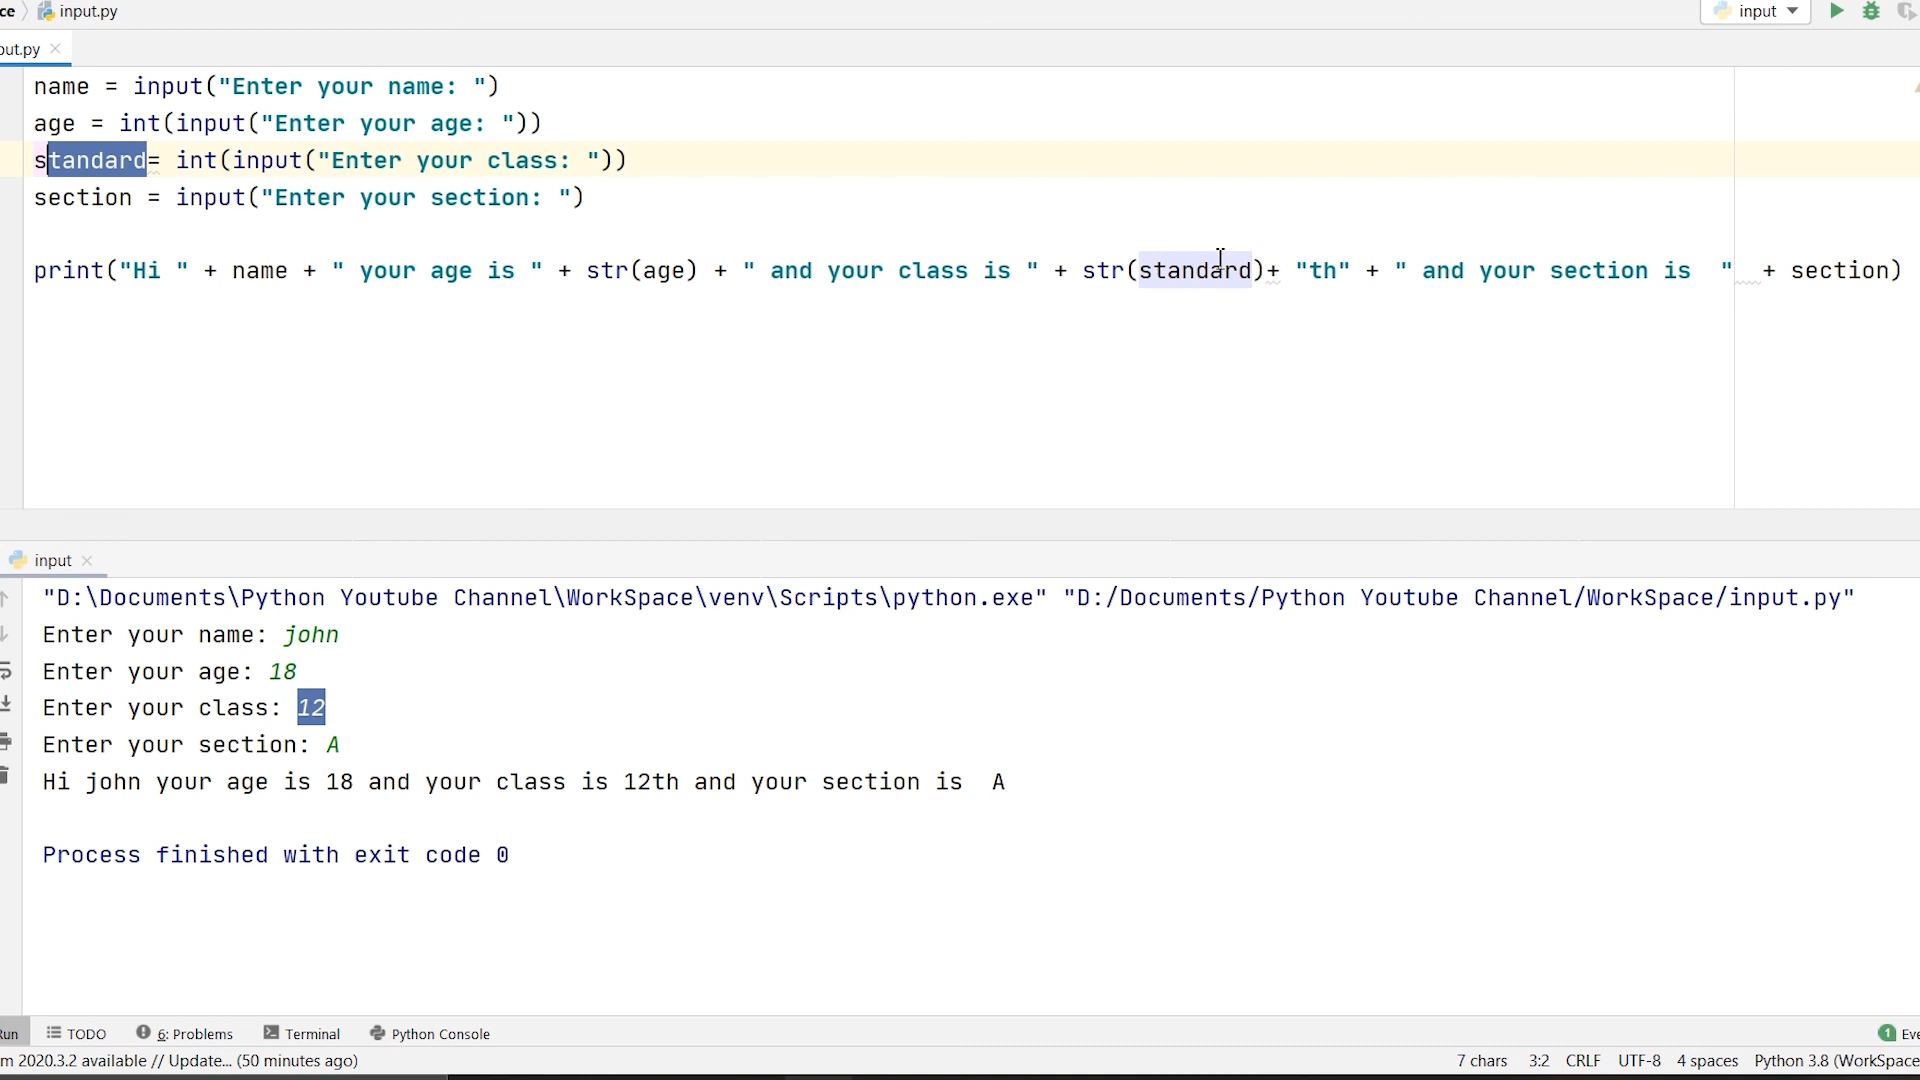 ce input.py input
out.py
name = input("Enter your name: ")
age = int(input("Enter your age: "))
standard= int(input("Enter your class: "))
section = input("Enter your section: ")
print("Hi " + name + " your age is " + str(age) + " and your class is " + str(standard)+ "th" + " and your section is  "  + section)
input
"D:\Documents\Python Youtube Channel\WorkSpace\venv\Scripts\python.exe" "D:/Documents/Python Youtube Channel/WorkSpace/input.py"
Enter your name: john
Enter your age: 18
Enter your class: 12
Enter your section: A
Hi john your age is 18 and your class is 12th and your section is  A
Process finished with exit code 0
Run TODO 6: Problems Terminal Python Console 1 Eve
m 2020.3.2 available // Update... (50 minutes ago) 7 chars 3:2 CRLF UTF-8 4 spaces Python 3.8 (WorkSpace